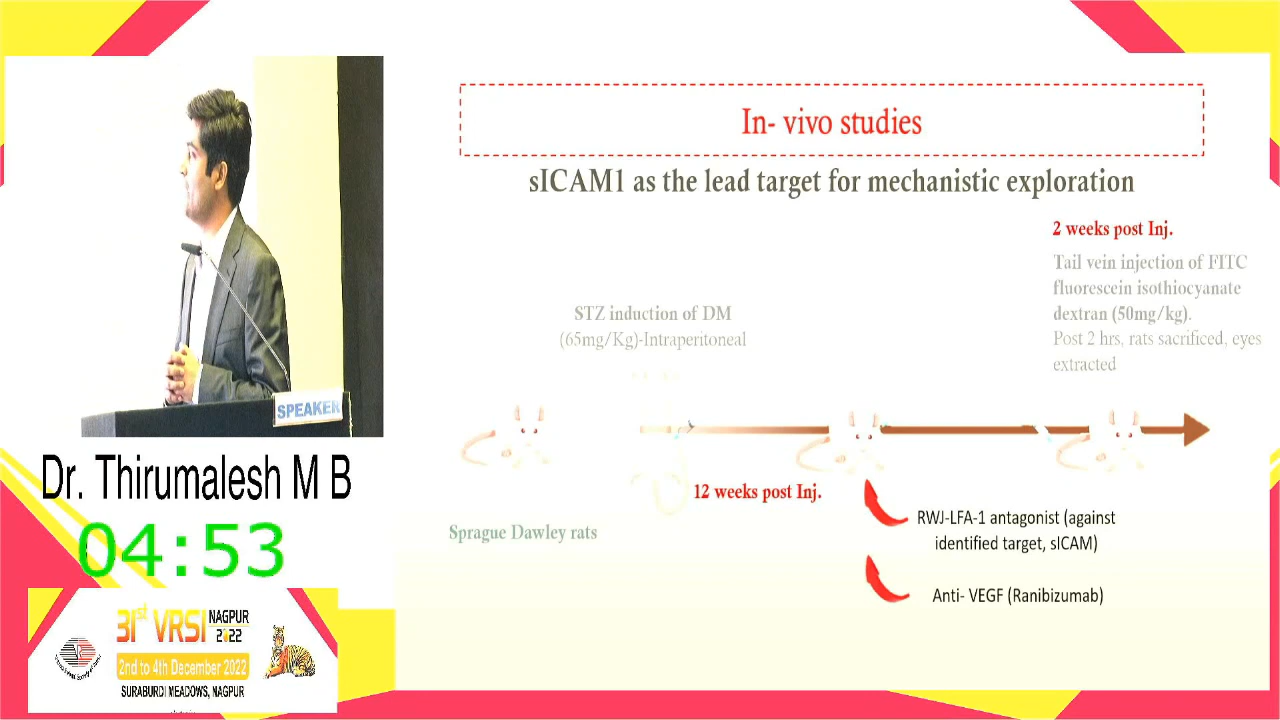 In- vivo studies
sICAM1 as the lead target for mechanistic exploration
2 weeks post Inj.
Tail vein injection of FITC
fluorescein isothiocyanate
dextran (50mg/kg).
Post 2 hrs, rats sacrificed, eyes
extracted
STZ induction of DM
(65mg/Kg)-Intraperitoneal
12 weeks post Inj.
Sprague Dawley rats
RWJ-LFA-1 antagonist (against
identified target, sICAM)
Anti- VEGF (Ranibizumab)
SPEAKER
Dr. Thirumalesh M B
04:53
31st VRSI NAGPUR
2022
2nd to 4th December 2022
SURABURDI MEADOWS, NAGPUR